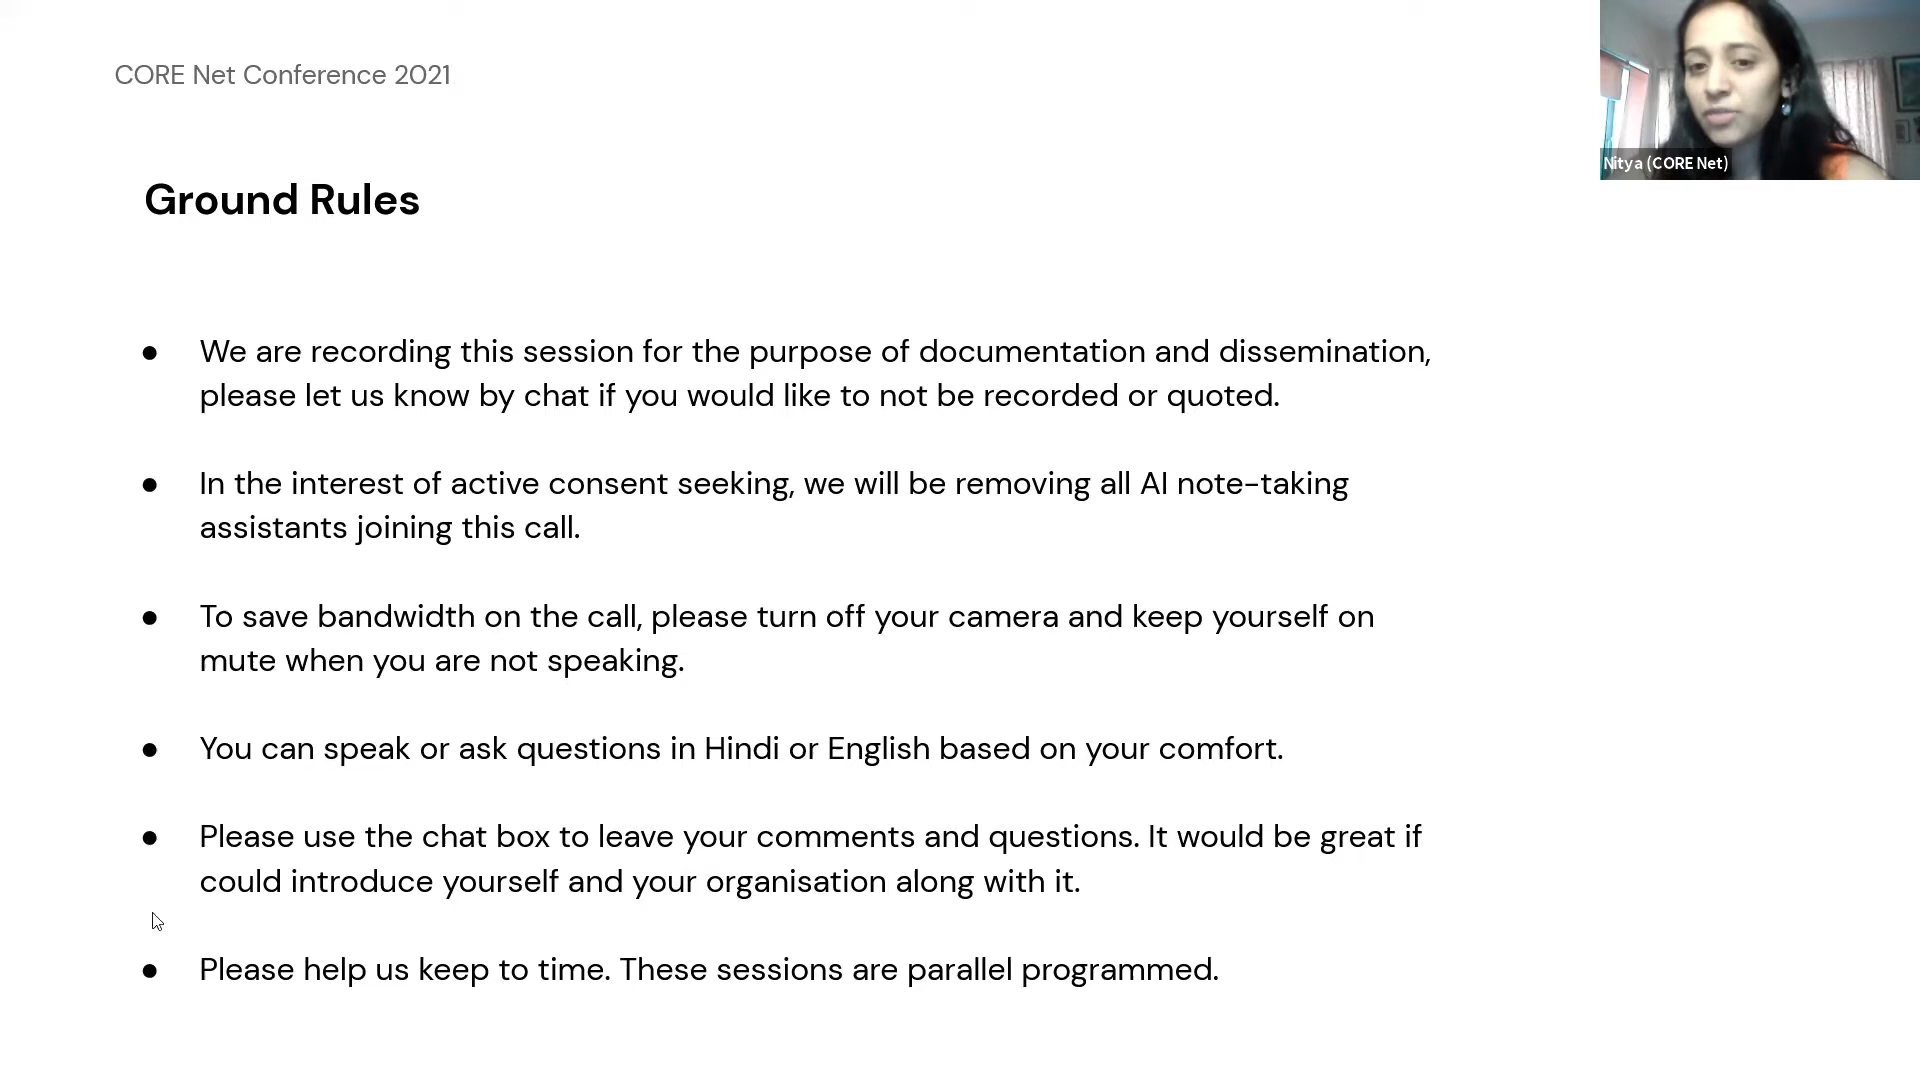 CORE Net Conference 2021
Nitya (CORE Net)
Ground Rules
● We are recording this session for the purpose of documentation and dissemination,
please let us know by chat if you would like to not be recorded or quoted.
● In the interest of active consent seeking, we will be removing all AI note-taking
assistants joining this call.
● To save bandwidth on the call, please turn off your camera and keep yourself on
mute when you are not speaking.
● You can speak or ask questions in Hindi or English based on your comfort.
● Please use the chat box to leave your comments and questions. It would be great if
could introduce yourself and your organisation along with it.
● Please help us keep to time. These sessions are parallel programmed.